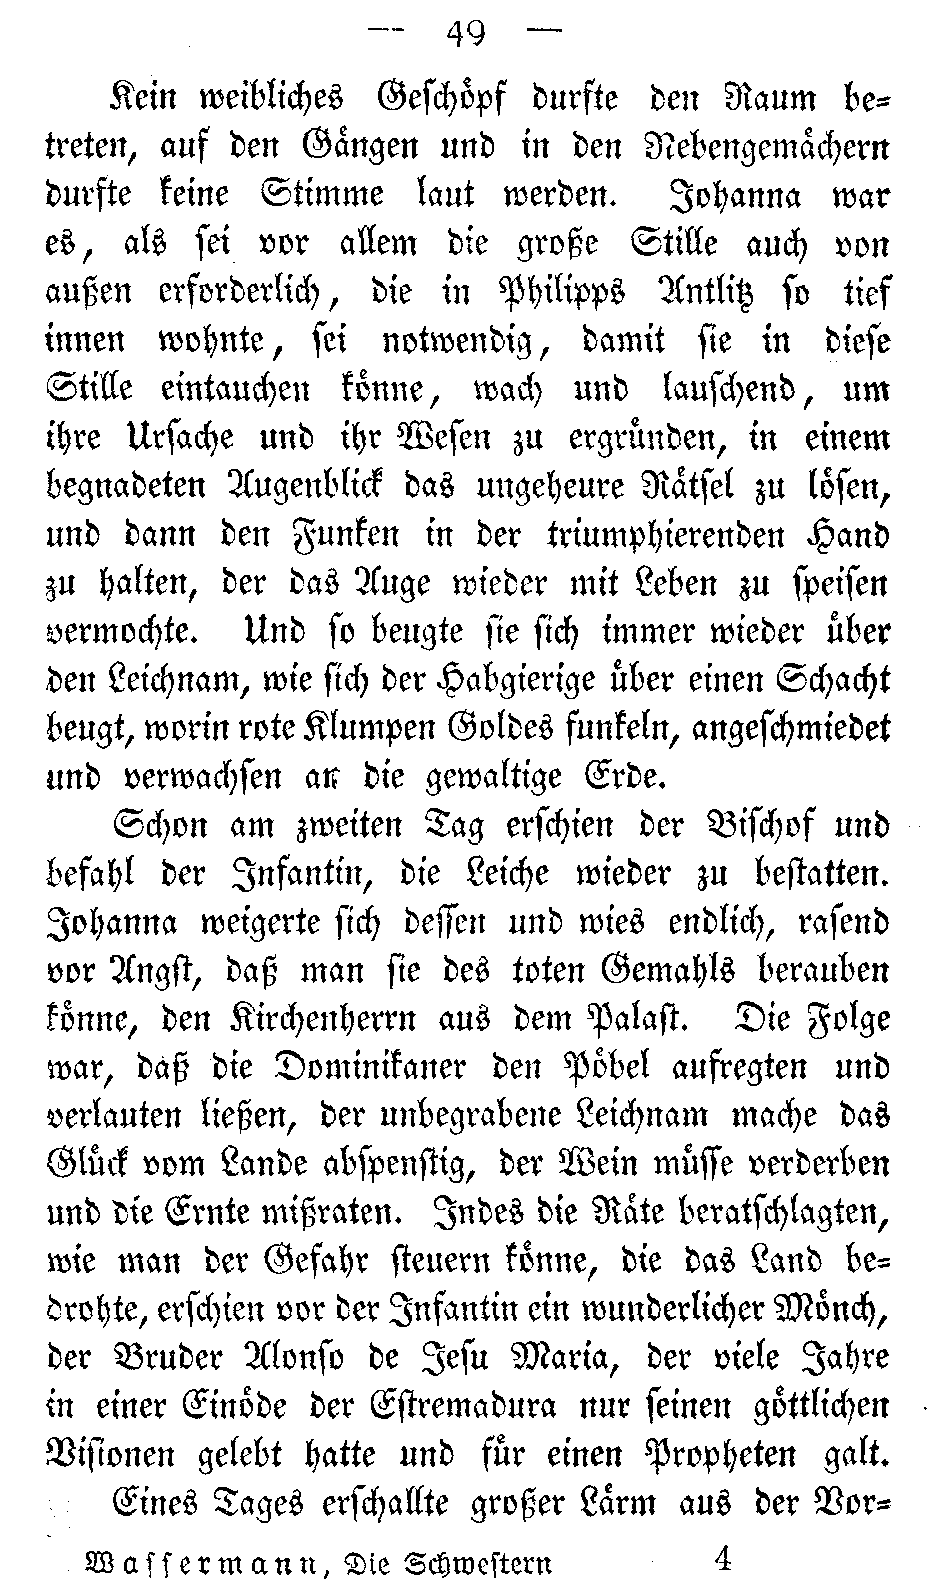 — 49 —
Kein weibliches Geschöpf durfte den Raum be-
treten, auf den Gängen und in den Nebengemächern
durfte keine Stimme laut werden. Johanna war
es, als sei vor allem die große Stille auch von
außen erforderlich, die in Philipps Antlitz so tief
innen wohnte, sei notwendig, damit sie in diese
Stille eintauchen könne, wach und lauschend, um
ihre Ursache und ihr Wesen zu ergründen, in einem
begnadeten Augenblick das ungeheure Rätsel zu lösen,
und dann den Funken in der triumphierenden Hand
zu halten, der das Auge wieder mit Leben zu speisen
vermochte. Und so beugte sie sich immer wieder über
den Leichnam, wie sich der Habgierige über einen Schacht
beugt, worin rote Klumpen Goldes funkeln, angeschmiedet
und verwachsen an die gewaltige Erde.
Schon am zweiten Tag erschien der Bischof und
befahl der Infantin, die Leiche wieder zu bestatten.
Johanna weigerte sich dessen und wies endlich, rasend
vor Angst, daß man sie des toten Gemahls berauben
könne, den Kirchenherrn aus dem Palast. Die Folge
war, daß die Dominikaner den Pöbel aufregten und
verlauten ließen, der unbegrabene Leichnam mache das
Glück vom Lande abspenstig, der Wein müsse verderben
und die Ernte mißraten. Indes die Räte beratschlagten,
wie man der Gefahr steuern könne, die das Land be-
drohte, erschien vor der Infantin ein wunderlicher Mönch,
der Bruder Alonso de Jesu Maria, der viele Jahre
in einer Einöde der Estremadura nur seinen göttlichen
Visionen gelebt hatte und für einen Propheten galt.
Eines Tages erschallte großer Lärm aus der Vor-
Wassermann, Die Schwestern 4